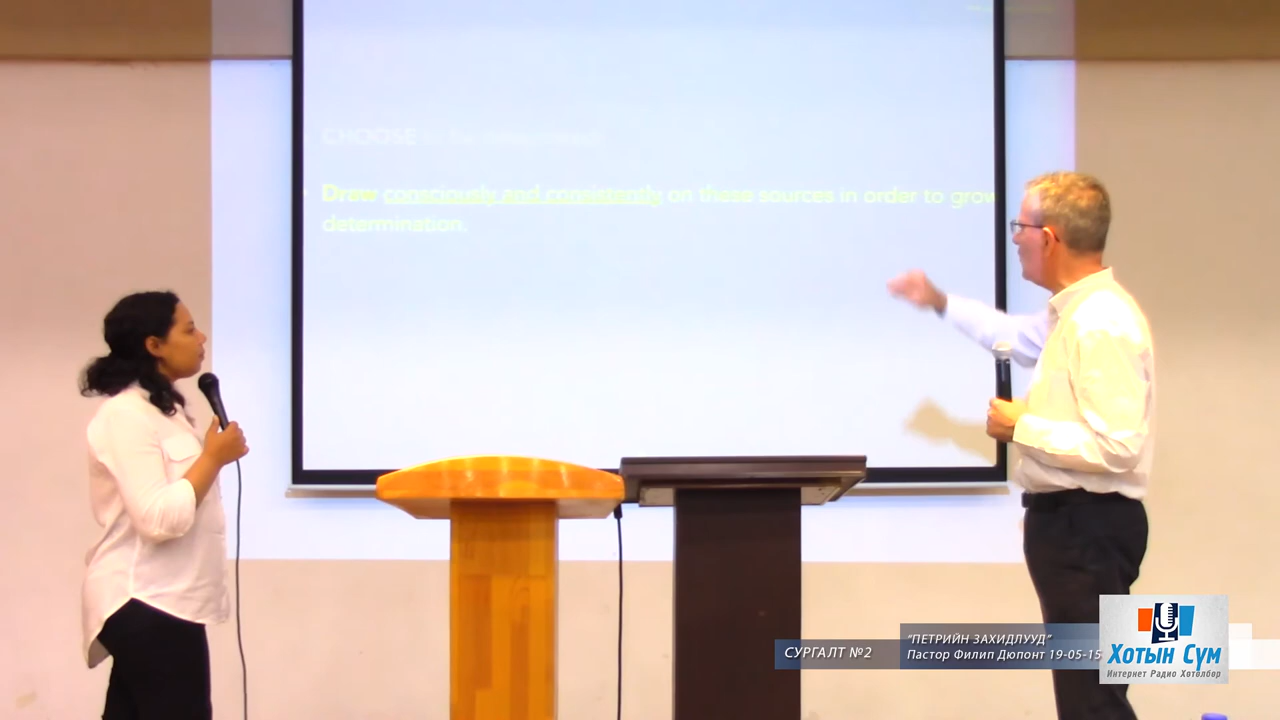 CHOOSE
Draw consciously and consistently on these sources in order to grow
determination.
СУРГАЛТ №2
"ПЕТРИЙН ЗАХИДЛУУД"
Пастор Филип Дюпонт 19-05-15
Хотын Сүм
Интернет Радио Хөтөлбөр